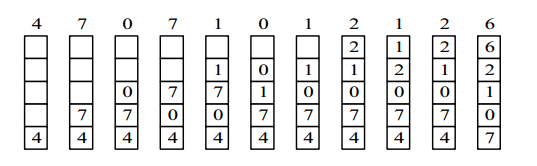 4 7 0 7 1 0 1 2 1 2 6
2 1 2 6
1 0 1 1 2 1 2
0 7 7 1 0 0 0 0 1
7 7 0 0 7 7 7 7 7 0
4 4 4 4 4 4 4 4 4 4 7